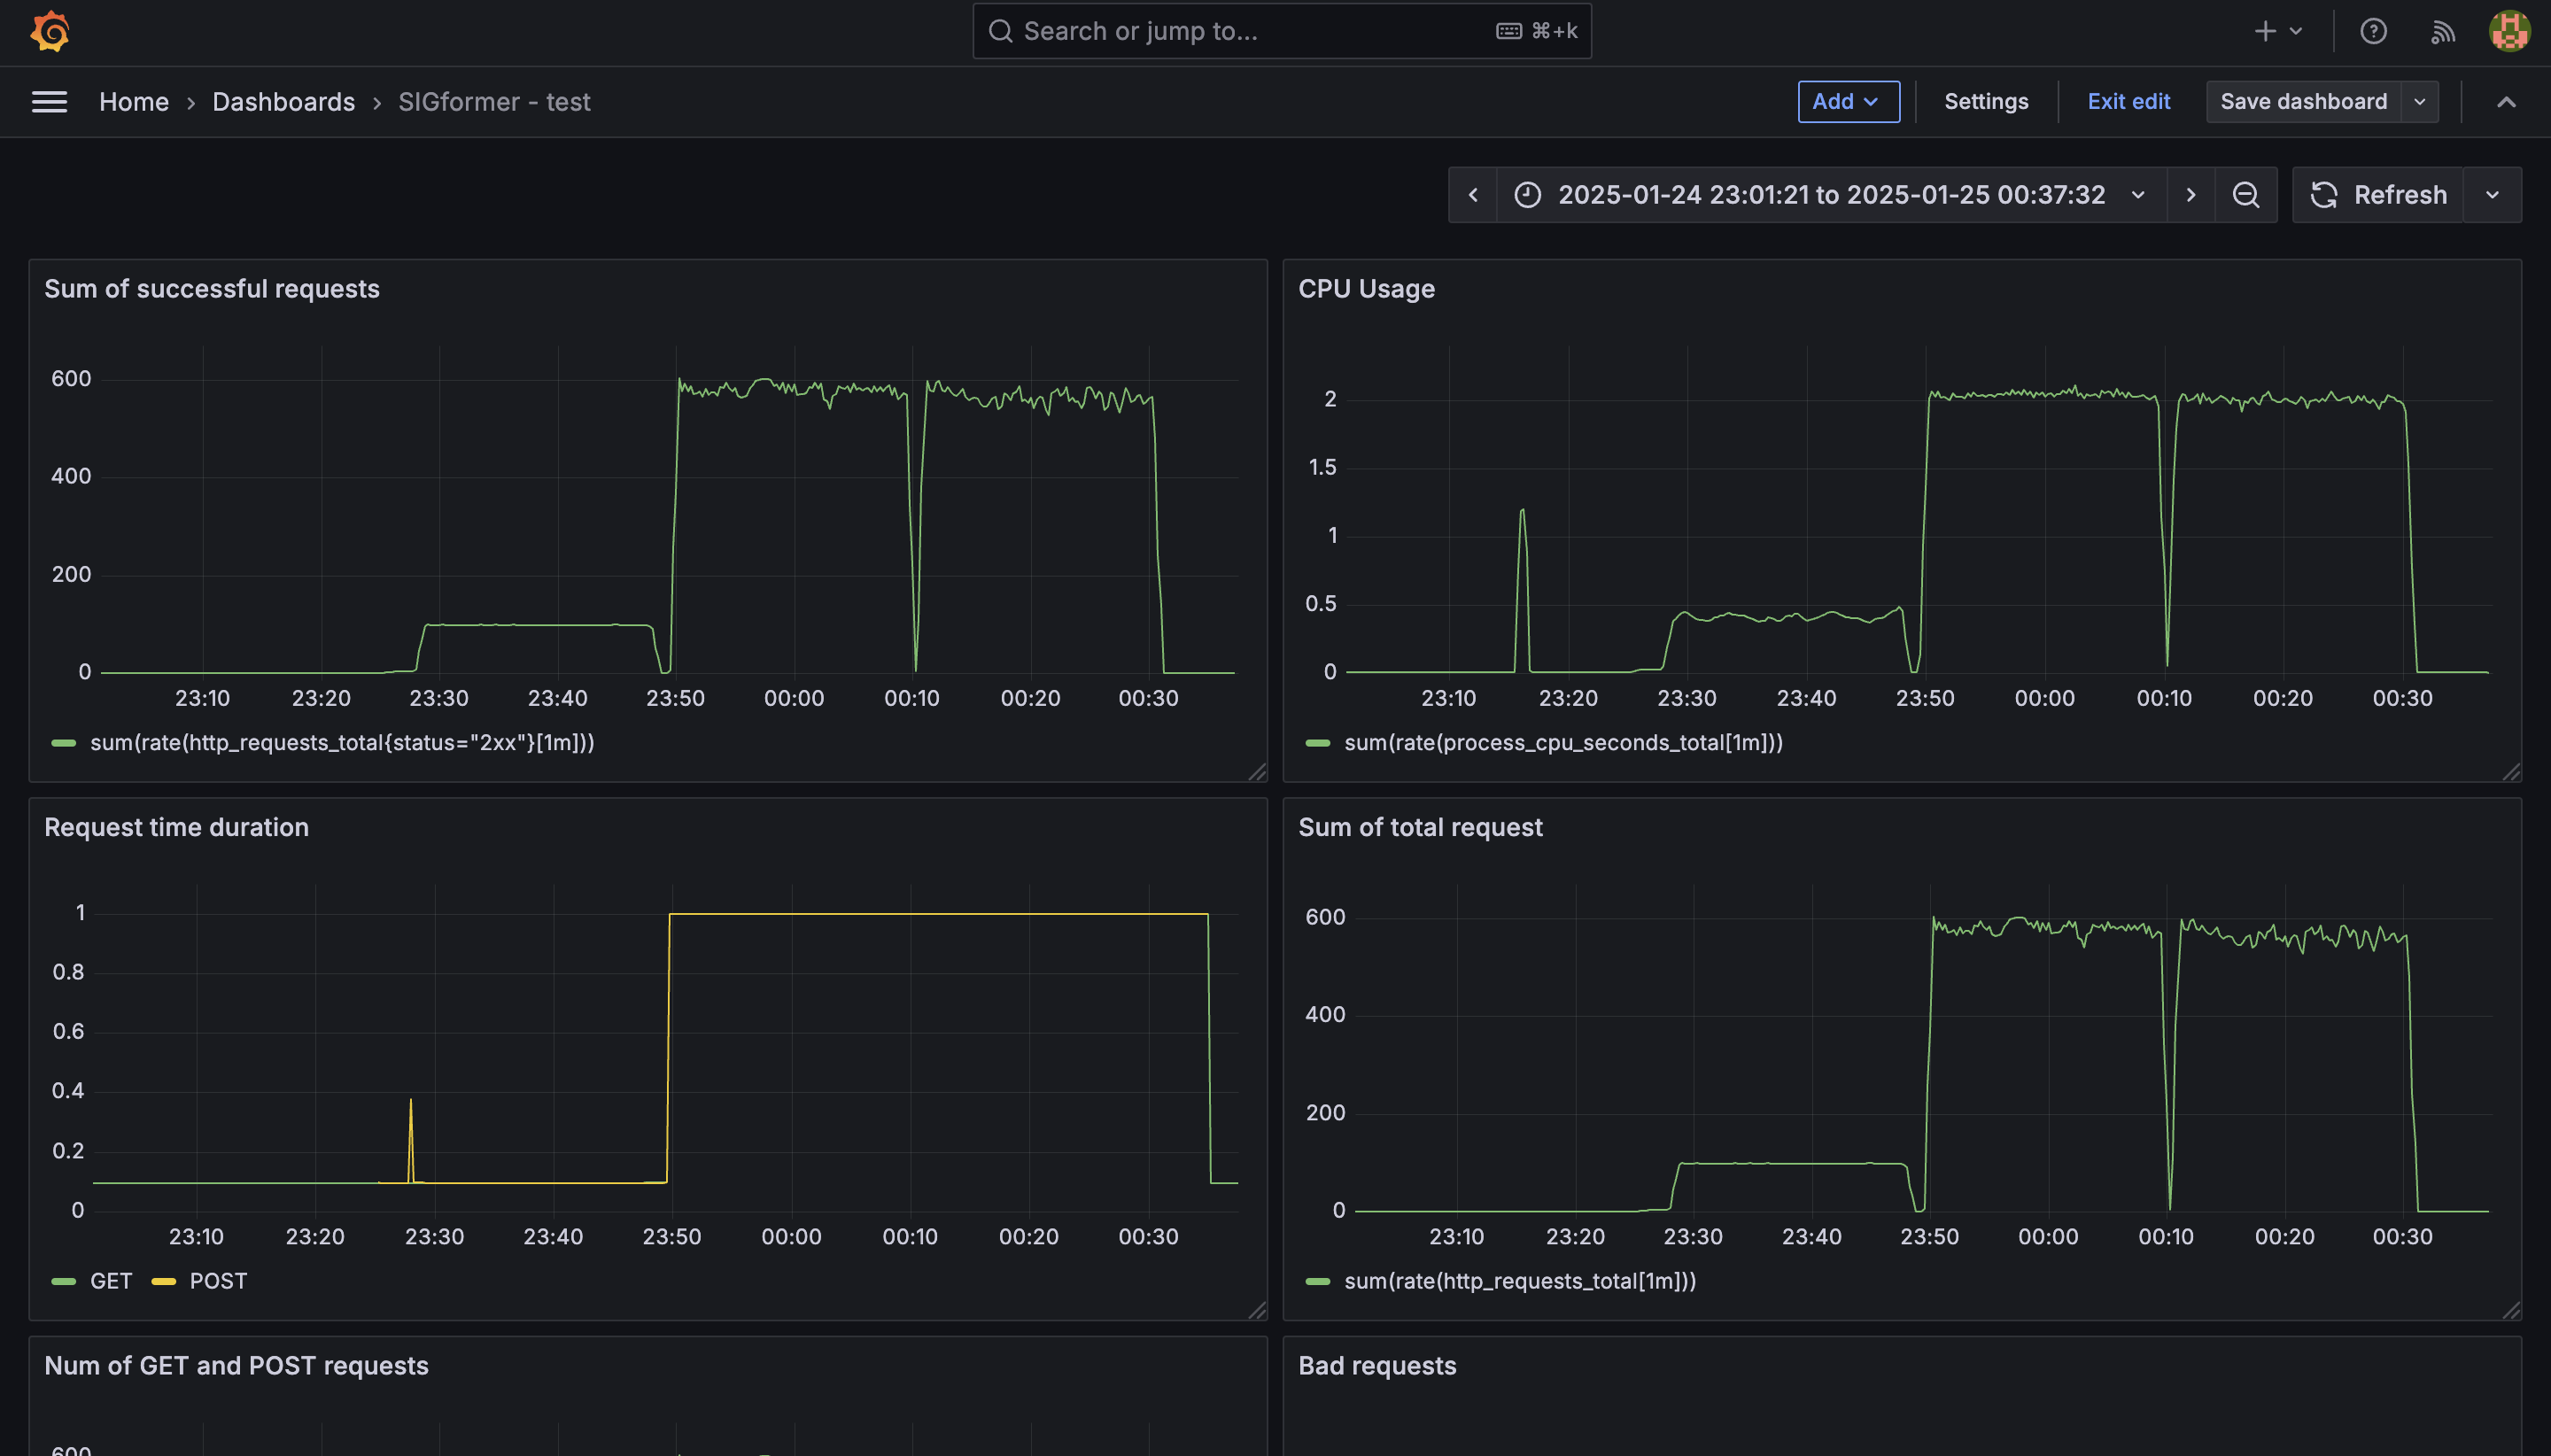 Search or jump to...
⌘+k
Home › Dashboards › SIGformer - test
Add
Settings
Exit edit
Save dashboard
2025-01-24 23:01:21 to 2025-01-25 00:37:32
Refresh
Sum of successful requests
600
400
200
0
23:10 23:20 23:30 23:40 23:50 00:00 00:10 00:20 00:30
sum(rate(http_requests_total{status="2xx"}[1m]))
CPU Usage
2
1.5
1
0.5
0
23:10 23:20 23:30 23:40 23:50 00:00 00:10 00:20 00:30
sum(rate(process_cpu_seconds_total[1m]))
Request time duration
1
0.8
0.6
0.4
0.2
0
23:10 23:20 23:30 23:40 23:50 00:00 00:10 00:20 00:30
GET POST
Sum of total request
600
400
200
0
23:10 23:20 23:30 23:40 23:50 00:00 00:10 00:20 00:30
sum(rate(http_requests_total[1m]))
Num of GET and POST requests
600
Bad requests